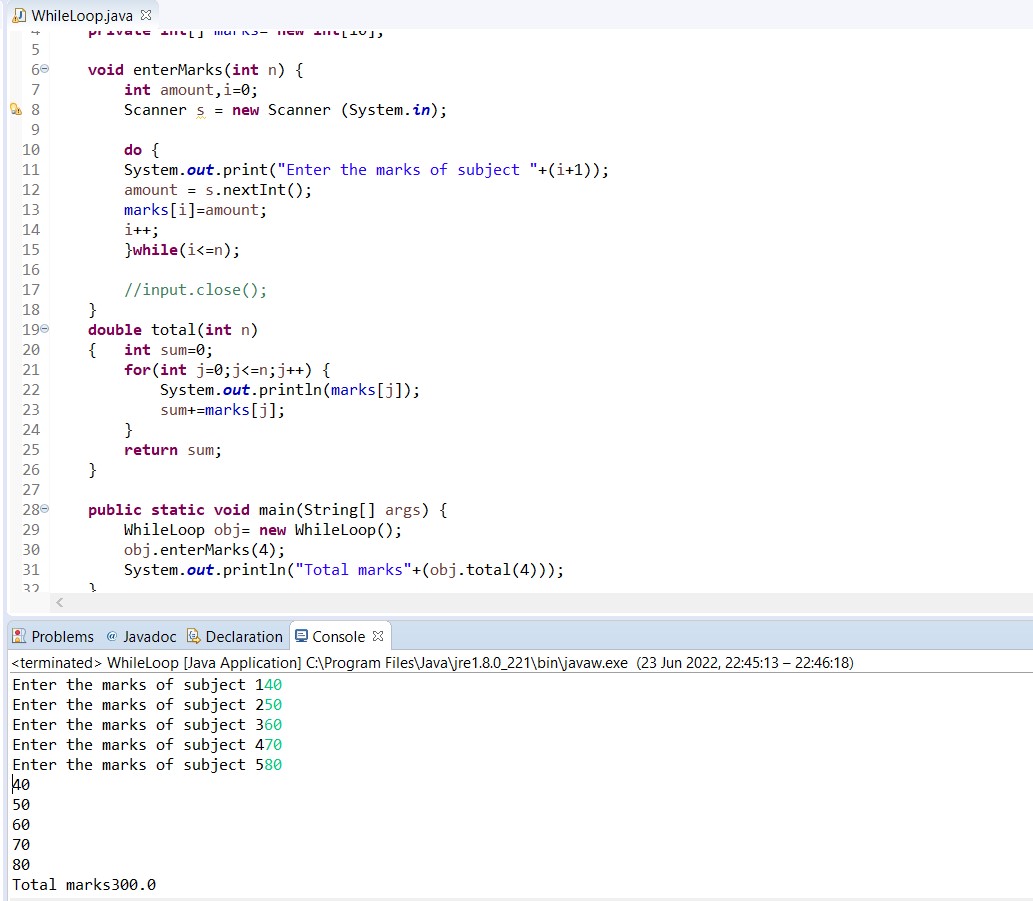 WhileLoop.java
4 private int[] marks= new int[10];
5
6 void enterMarks(int n) {
7 int amount,i=0;
8 Scanner s = new Scanner (System.in);
9
10 do {
11 System.out.print("Enter the marks of subject "+(i+1));
12 amount = s.nextInt();
13 marks[i]=amount;
14 i++;
15 }while(i<=n);
16
17 //input.close();
18 }
19 double total(int n)
20 { int sum=0;
21 for(int j=0;j<=n;j++) {
22 System.out.println(marks[j]);
23 sum+=marks[j];
24 }
25 return sum;
26 }
27
28 public static void main(String[] args) {
29 WhileLoop obj= new WhileLoop();
30 obj.enterMarks(4);
31 System.out.println("Total marks"+(obj.total(4)));
32 }
Problems @ Javadoc Declaration Console
<terminated> WhileLoop [Java Application] C:\Program Files\Java\jre1.8.0_221\bin\javaw.exe (23 Jun 2022, 22:45:13 – 22:46:18)
Enter the marks of subject 140
Enter the marks of subject 250
Enter the marks of subject 360
Enter the marks of subject 470
Enter the marks of subject 580
40
50
60
70
80
Total marks300.0